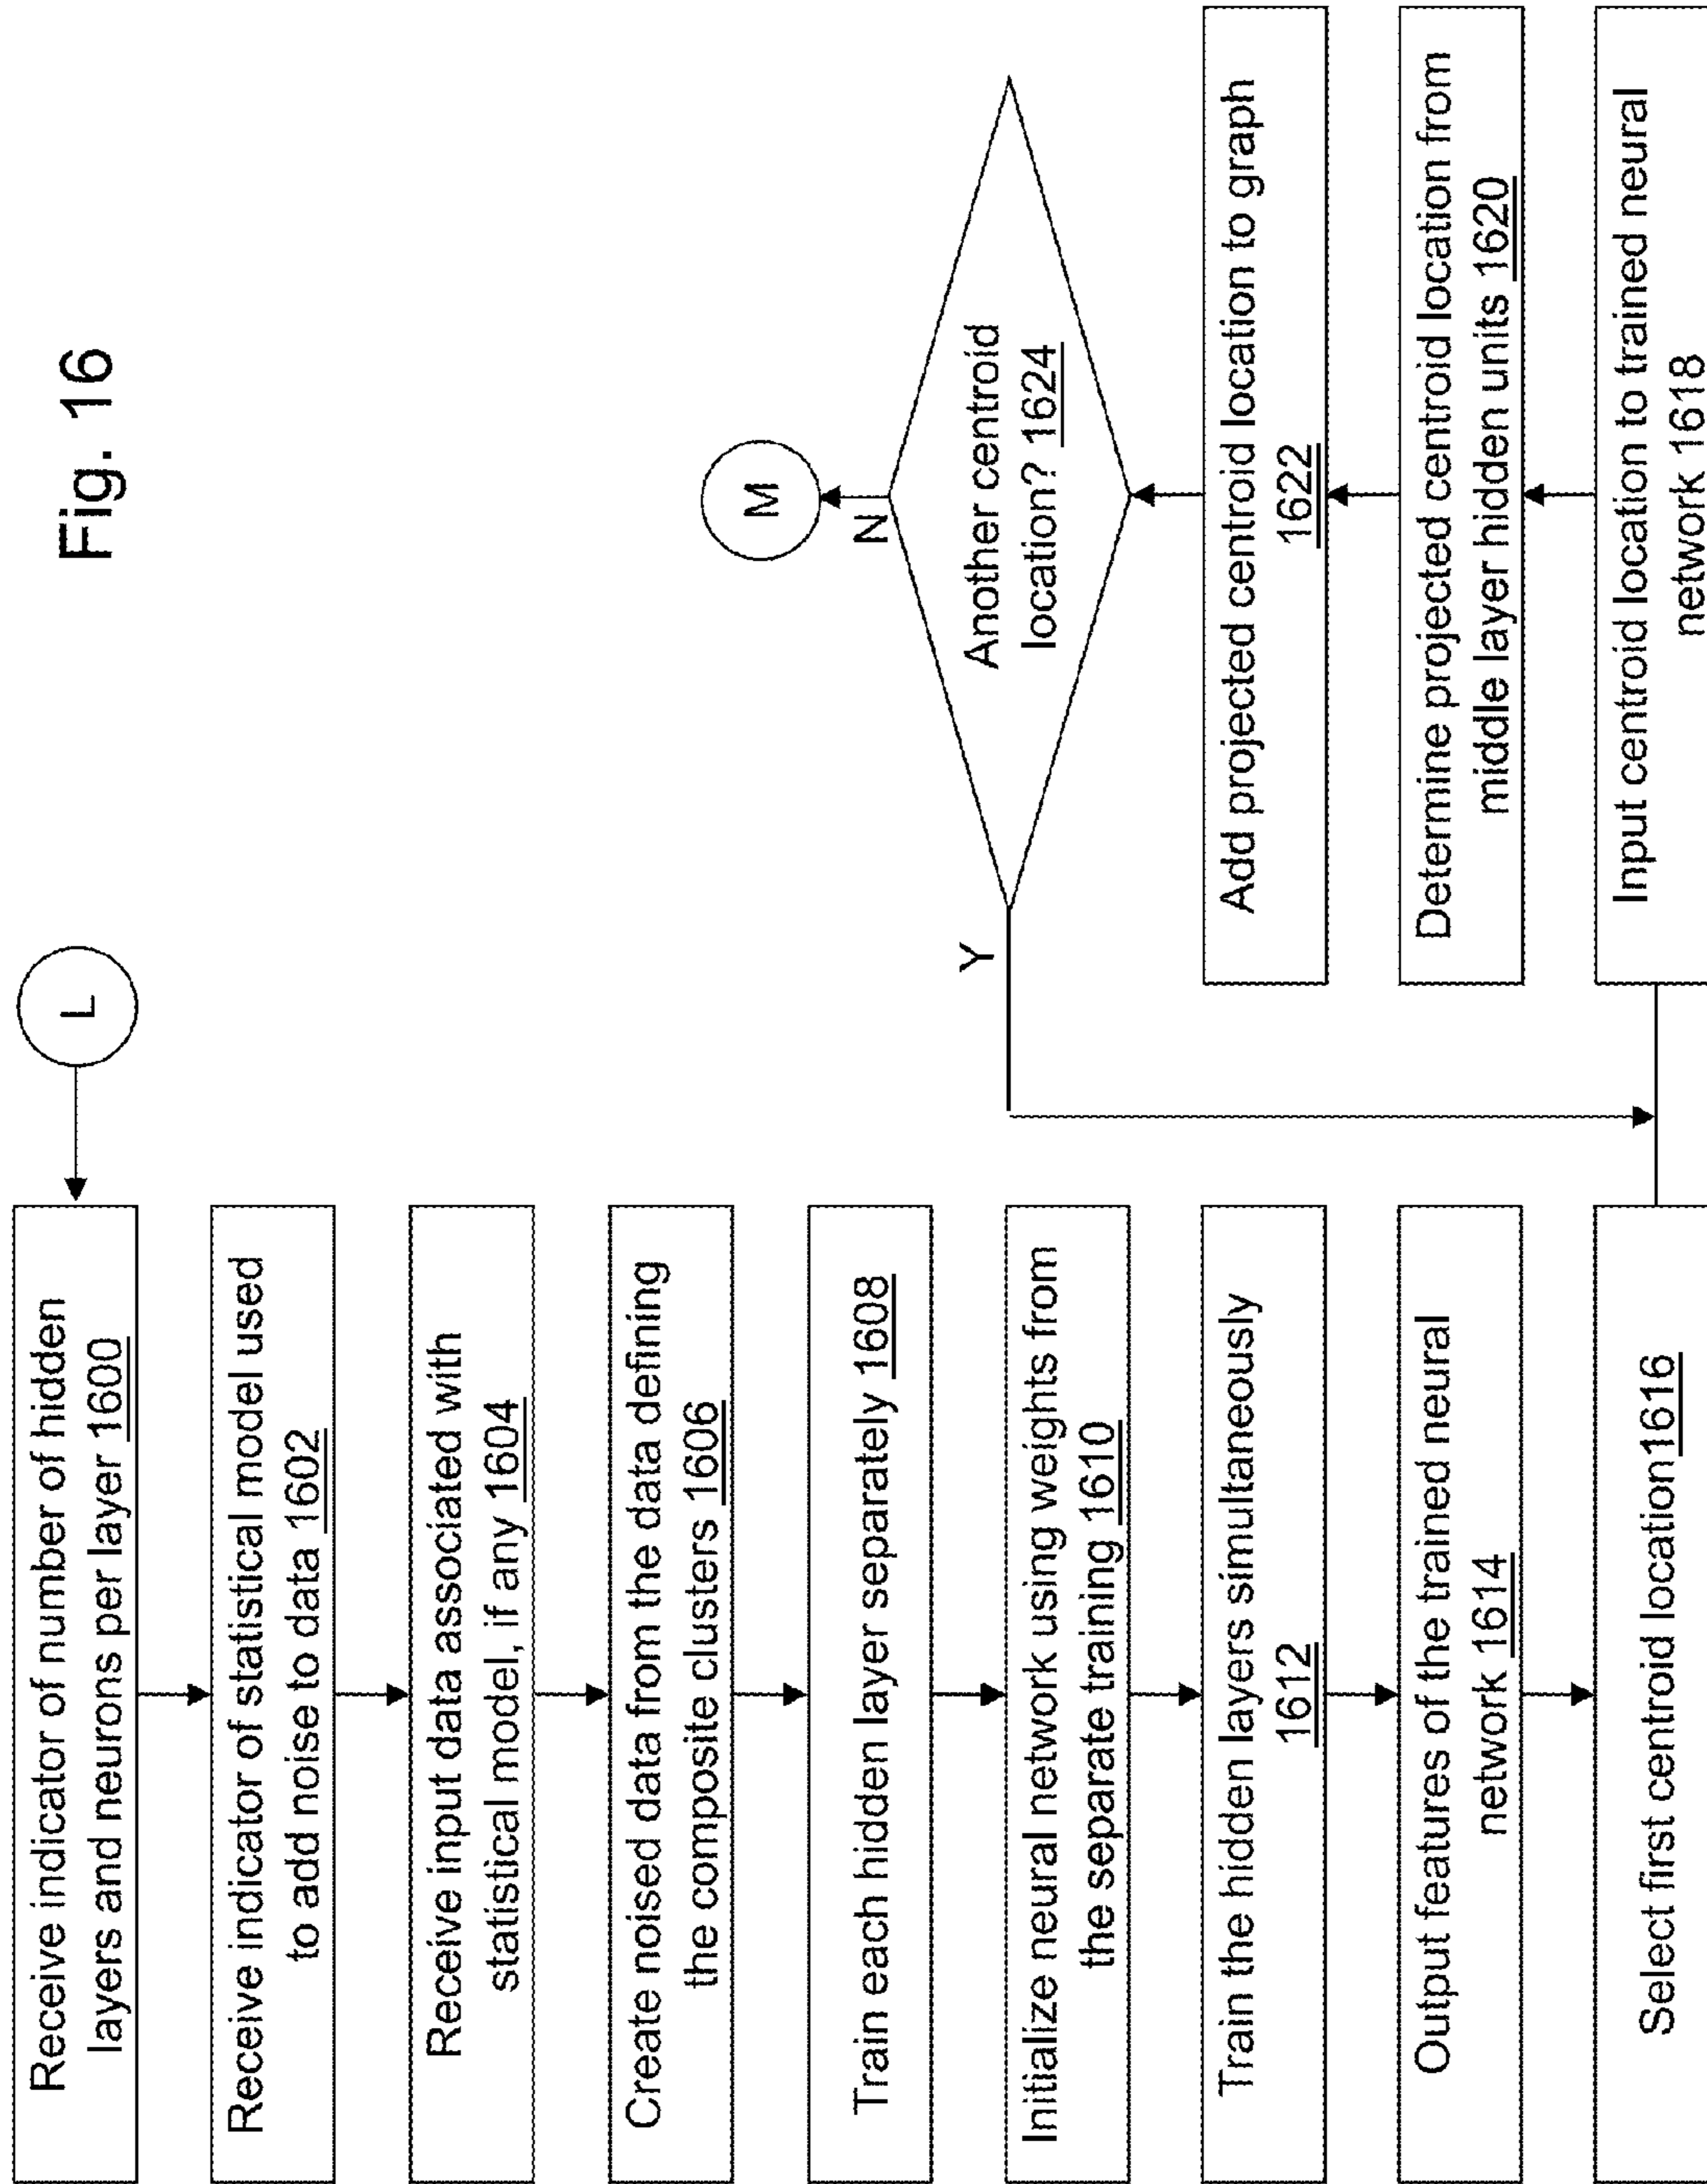 Fig. 16
L
Receive indicator of number of hidden
layers and neurons per layer 1600
Receive indicator of statistical model used
to add noise to data 1602
Receive input data associated with
statistical model, if any 1604
Create noised data from the data defining
the composite clusters 1606
Train each hidden layer separately 1608
Initialize neural network using weights from
the separate training 1610
Train the hidden layers simultaneously
1612
Output features of the trained neural
network 1614
Select first centroid location1616
Input centroid location to trained neural
network 1618
Determine projected centroid location from
middle layer hidden units 1620
Add projected centroid location to graph
1622
Another centroid
location? 1624
Y
N
M